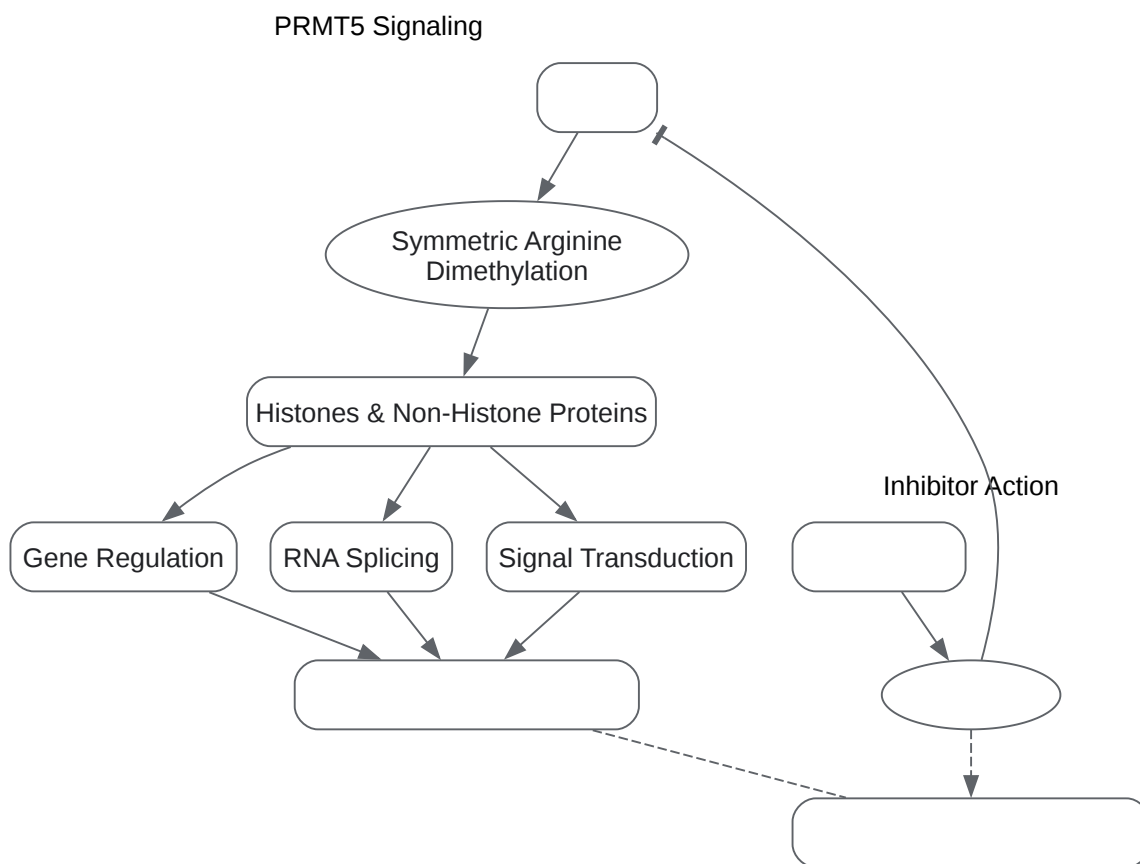 PRMT5 Signaling
Symmetric Arginine
Dimethylation
Histones & Non-Histone Proteins
Inhibitor Action
Gene Regulation
RNA Splicing
Signal Transduction